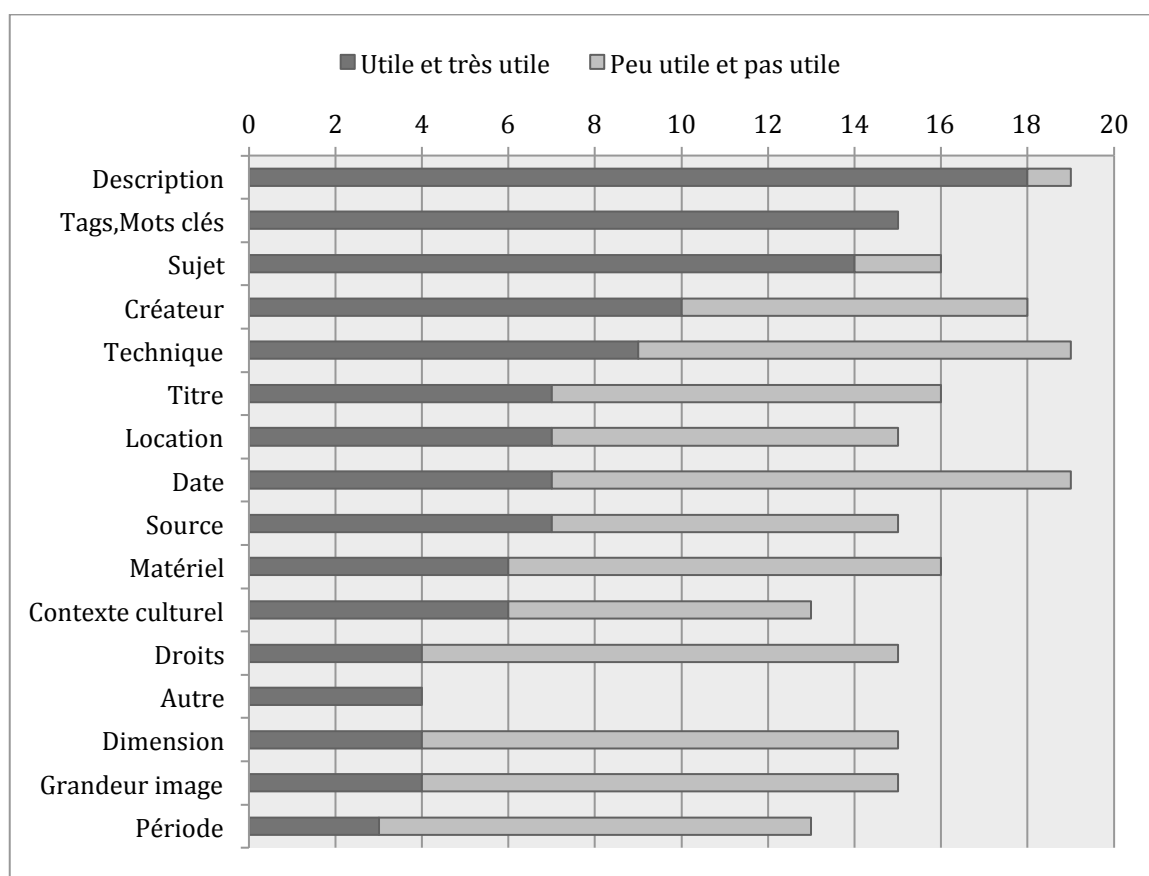 Utile et très utile Peu utile et pas utile
0 2 4 6 8 10 12 14 16 18 20
Description
Tags,Mots clés
Sujet
Créateur
Technique
Titre
Location
Date
Source
Matériel
Contexte culturel
Droits
Autre
Dimension
Grandeur image
Période